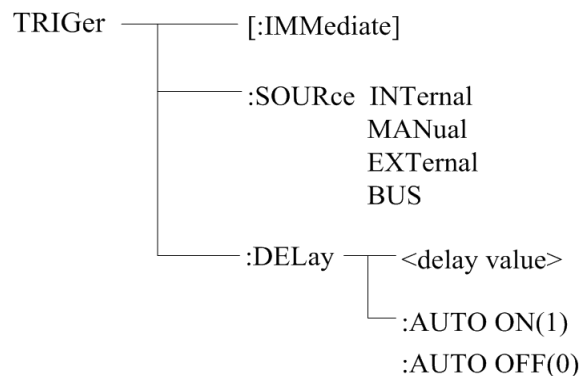 TRIGer [:IMMediate]
:SOURce INTernal
MANual
EXTernal
BUS
:DELay <delay value>
:AUTO ON(1)
:AUTO OFF(0)